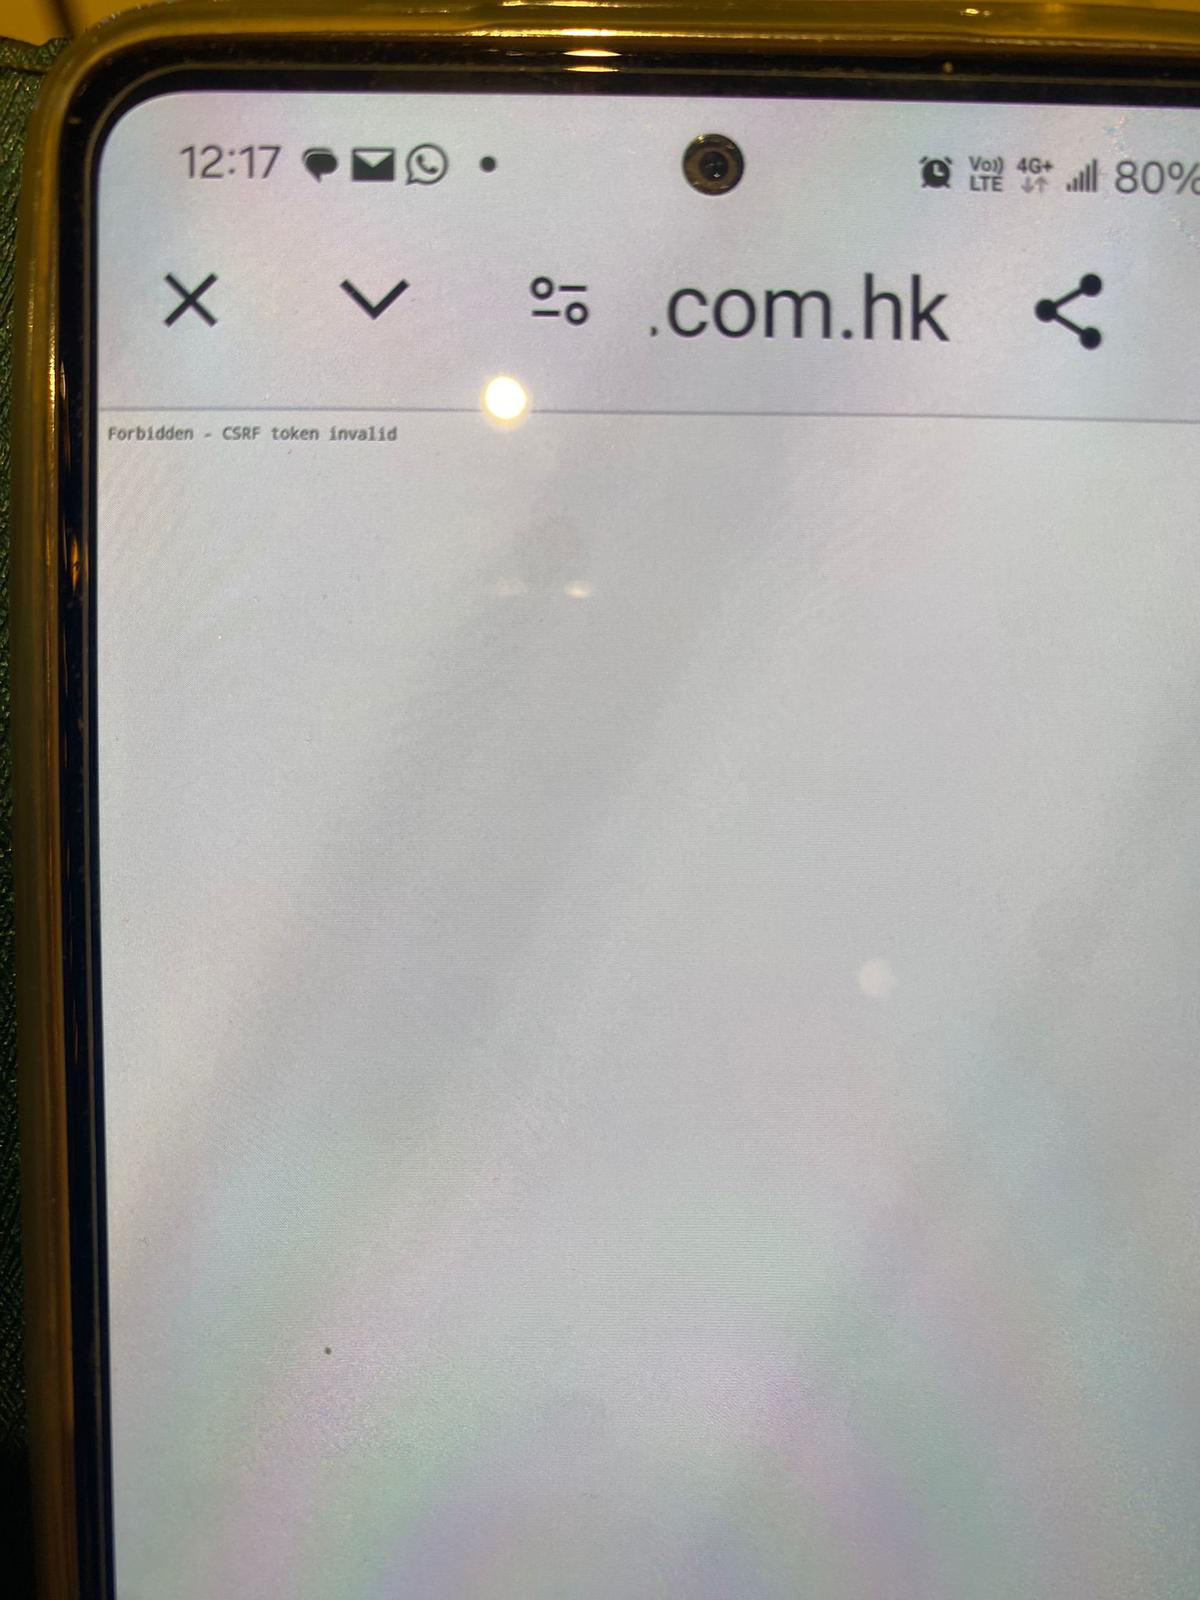 12:17
Vo)) LTE 4G+ 80%
.com.hk
Forbidden - CSRF token invalid